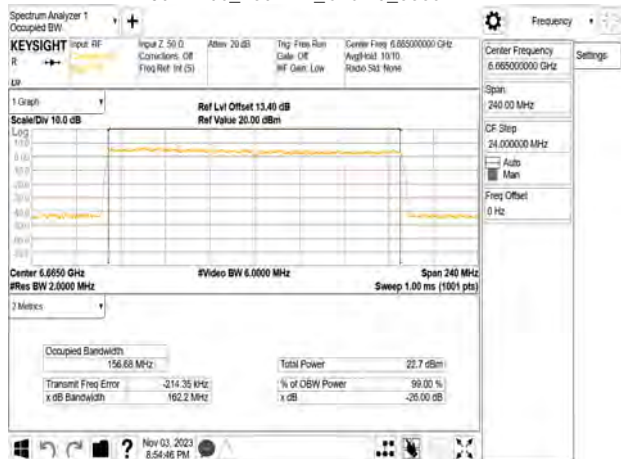 Spectrum Analyzer 1
Occupied BW
Frequency
KEYSIGHT Input: RF
Input Z: 50 Ω
Atten: 20 dB
Trig: Free Run
Center Freq: 6.665000000 GHz
Corrections: Off
Gate: Off
Avg|Hold: 10/10
Freq Ref: Int (S)
#IF Gain: Low
Radio Std: None
Center Frequency
6.665000000 GHz
Settings
Span
240.00 MHz
CF Step
24.000000 MHz
Auto
Man
Freq Offset
0 Hz
1 Graph
Ref Lvl Offset 13.40 dB
Scale/Div 10.0 dB
Ref Value 20.00 dBm
Log
Center 6.6650 GHz
#Video BW 6.0000 MHz
Span 240 MHz
#Res BW 2.0000 MHz
Sweep 1.00 ms (1001 pts)
2 Metrics
Occupied Bandwidth
156.68 MHz
Total Power
22.7 dBm
Transmit Freq Error
-214.35 kHz
% of OBW Power
99.00 %
x dB Bandwidth
162.2 MHz
x dB
-26.00 dB
Nov 03, 2023
8:54:46 PM